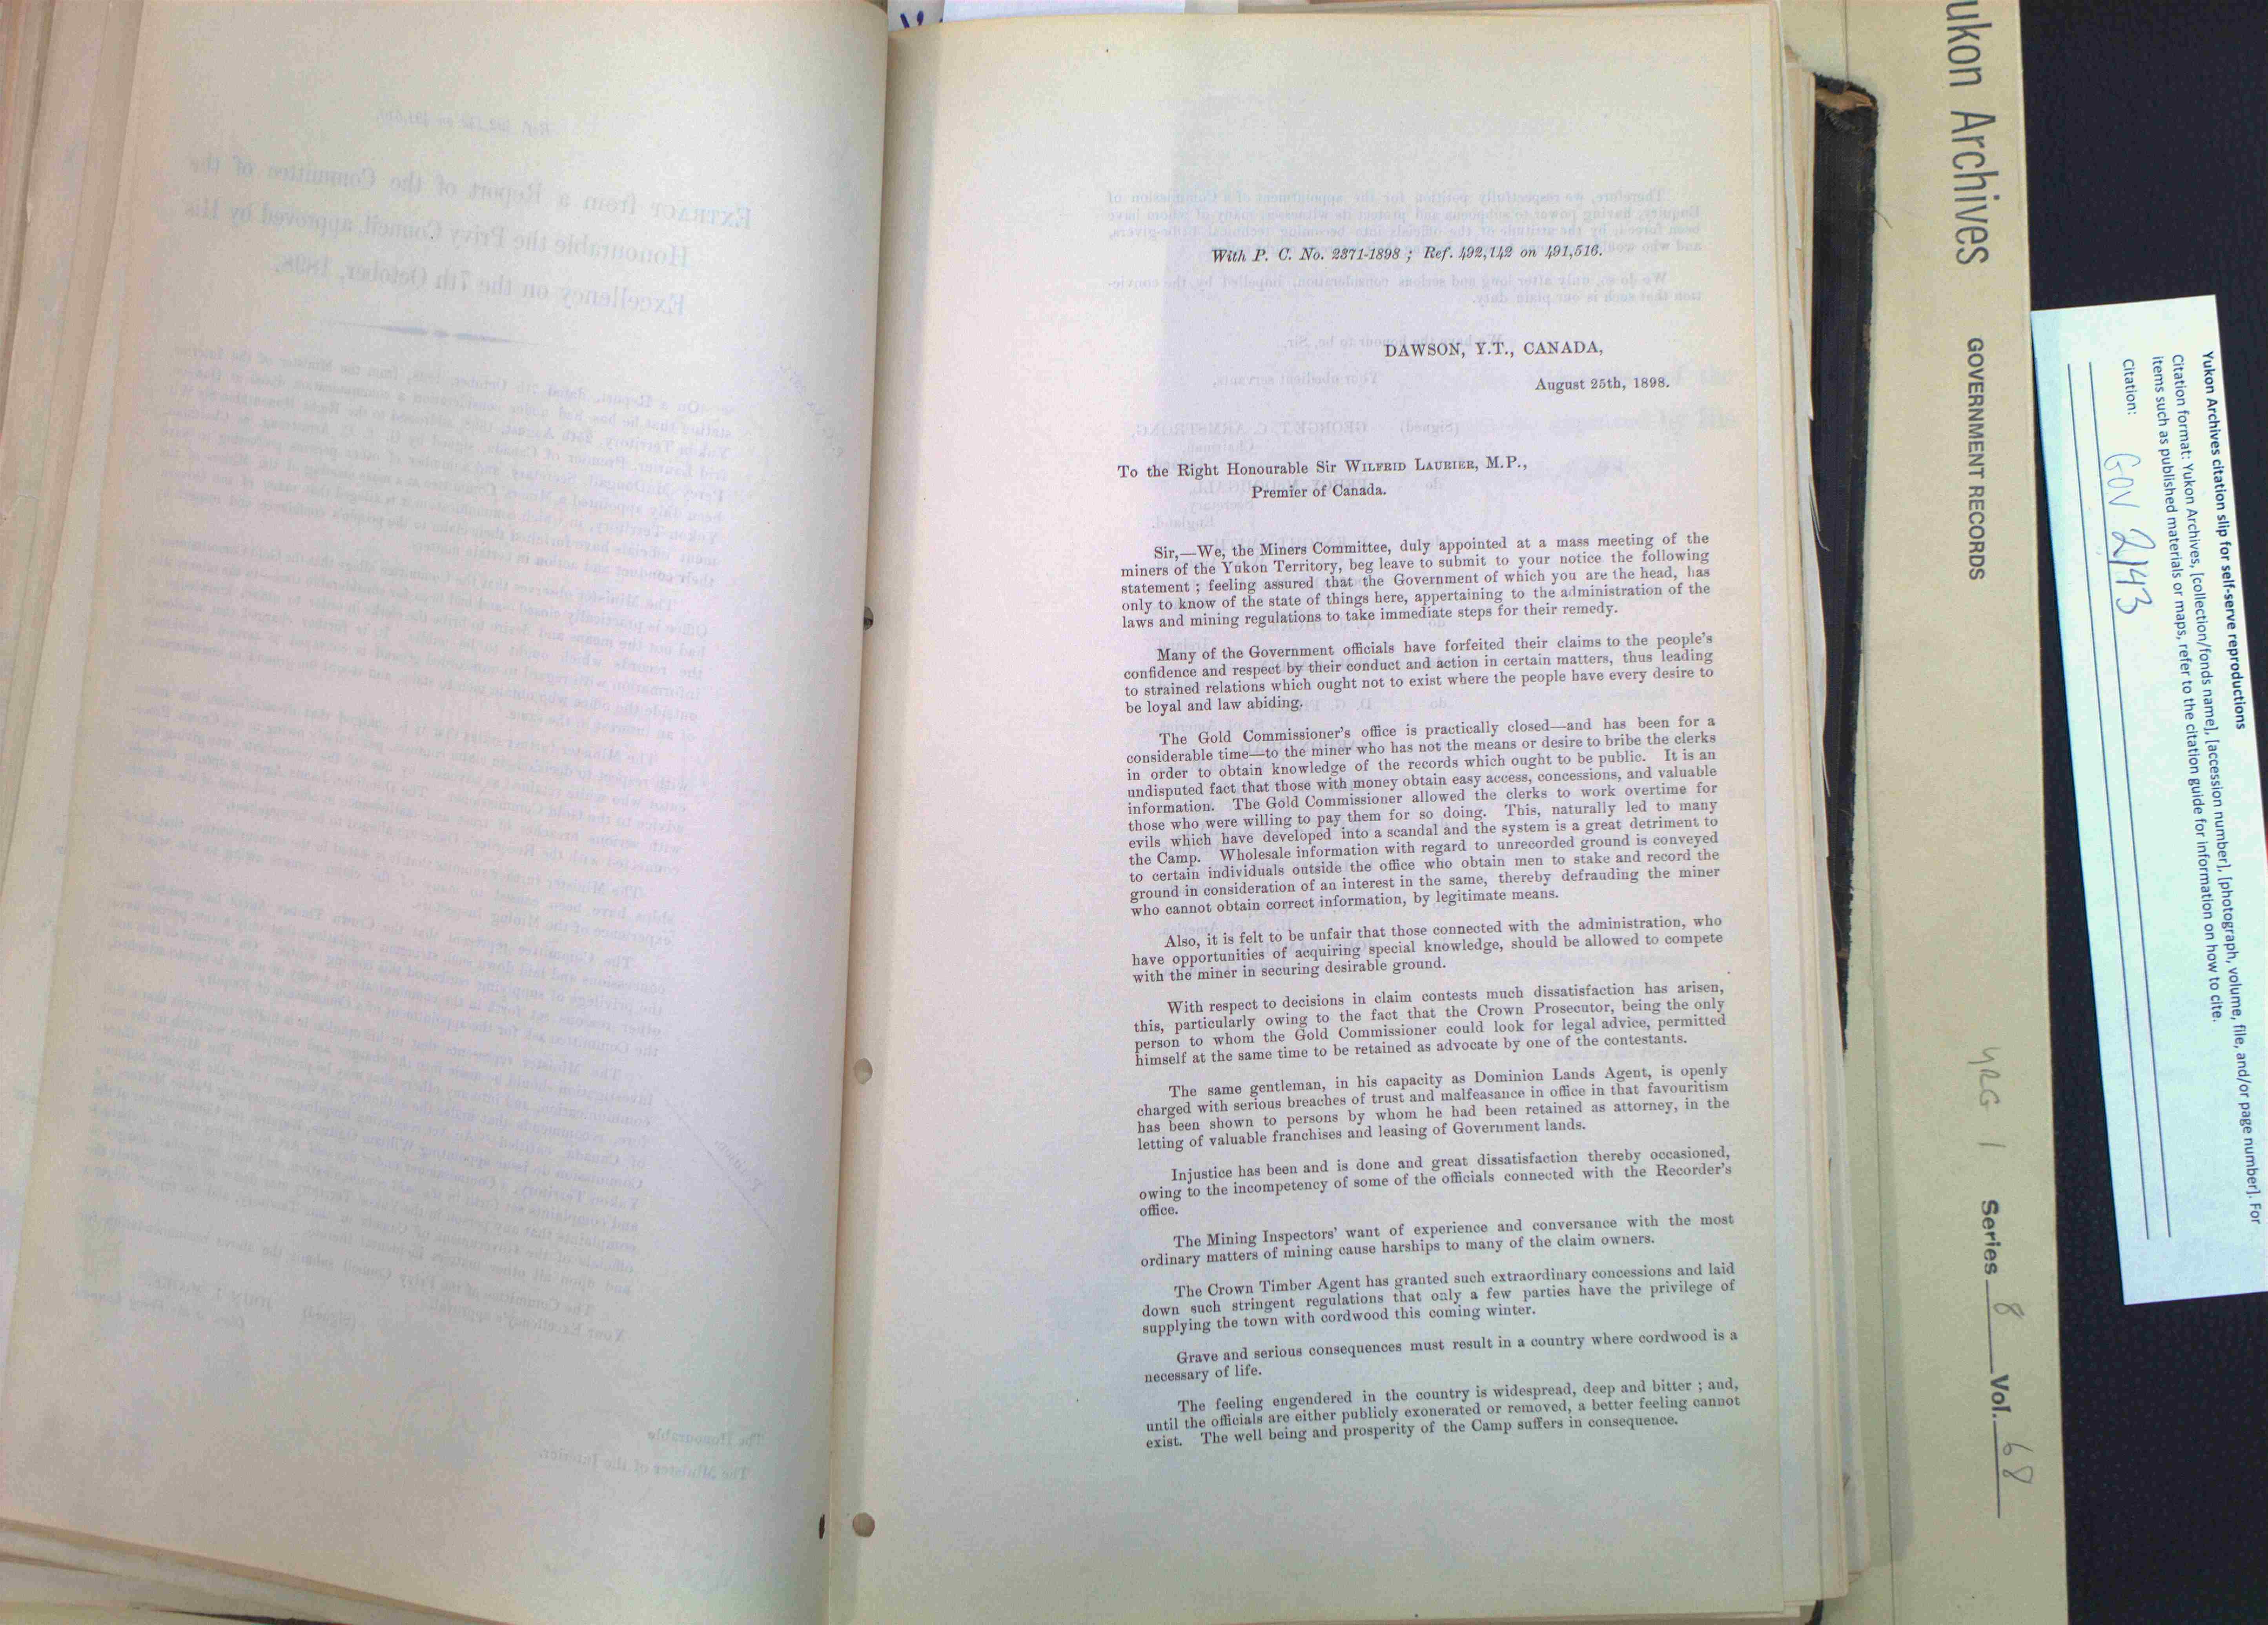 With P. C. No. 2371-1898 ; Ref. 492,142 on 491,516.
DAWSON, Y.T., CANADA,
August 25th, 1898.
To the Right Honourable Sir WILFRID LAURIER, M.P.,
Premier of Canada.
Sir,—We, the Miners Committee, duly appointed at a mass meeting of the
miners of the Yukon Territory, beg leave to submit to your notice the following
statement ; feeling assured that the Government of which you are the head, has
only to know of the state of things here, appertaining to the administration of the
laws and mining regulations to take immediate steps for their remedy.
Many of the Government officials have forfeited their claims to the people's
confidence and respect by their conduct and action in certain matters, thus leading
to strained relations which ought not to exist where the people have every desire to
be loyal and law abiding.
The Gold Commissioner's office is practically closed—and has been for a
considerable time—to the miner who has not the means or desire to bribe the clerks
in order to obtain knowledge of the records which ought to be public. It is an
undisputed fact that those with money obtain easy access, concessions, and valuable
information. The Gold Commissioner allowed the clerks to work overtime for
those who were willing to pay them for so doing. This, naturally led to many
evils which have developed into a scandal and the system is a great detriment to
the Camp. Wholesale information with regard to unrecorded ground is conveyed
to certain individuals outside the office who obtain men to stake and record the
ground in consideration of an interest in the same, thereby defrauding the miner
who cannot obtain correct information, by legitimate means.
Also, it is felt to be unfair that those connected with the administration, who
have opportunities of acquiring special knowledge, should be allowed to compete
with the miner in securing desirable ground.
With respect to decisions in claim contests much dissatisfaction has arisen,
this, particularly owing to the fact that the Crown Prosecutor, being the only
person to whom the Gold Commissioner could look for legal advice, permitted
himself at the same time to be retained as advocate by one of the contestants.
The same gentleman, in his capacity as Dominion Lands Agent, is openly
charged with serious breaches of trust and malfeasance in office in that favouritism
has been shown to persons by whom he had been retained as attorney, in the
letting of valuable franchises and leasing of Government lands.
Injustice has been and is done and great dissatisfaction thereby occasioned,
owing to the incompetency of some of the officials connected with the Recorder's
office.
The Mining Inspectors' want of experience and conversance with the most
ordinary matters of mining cause harships to many of the claim owners.
The Crown Timber Agent has granted such extraordinary concessions and laid
down such stringent regulations that only a few parties have the privilege of
supplying the town with cordwood this coming winter.
Grave and serious consequences must result in a country where cordwood is a
necessary of life.
The feeling engendered in the country is widespread, deep and bitter ; and,
until the officials are either publicly exonerated or removed, a better feeling cannot
exist. The well being and prosperity of the Camp suffers in consequence.
ukon Archives GOVERNMENT RECORDS YRG 1 Series 8 Vol. 68
Yukon Archives citation slip for self-serve reproductions
Citation format: Yukon Archives, [collection/fonds name], [accession number], [photograph, volume, file, and/or page number]. For
items such as published materials or maps, refer to the citation guide for information on how to cite.
Citation: GOV 2143